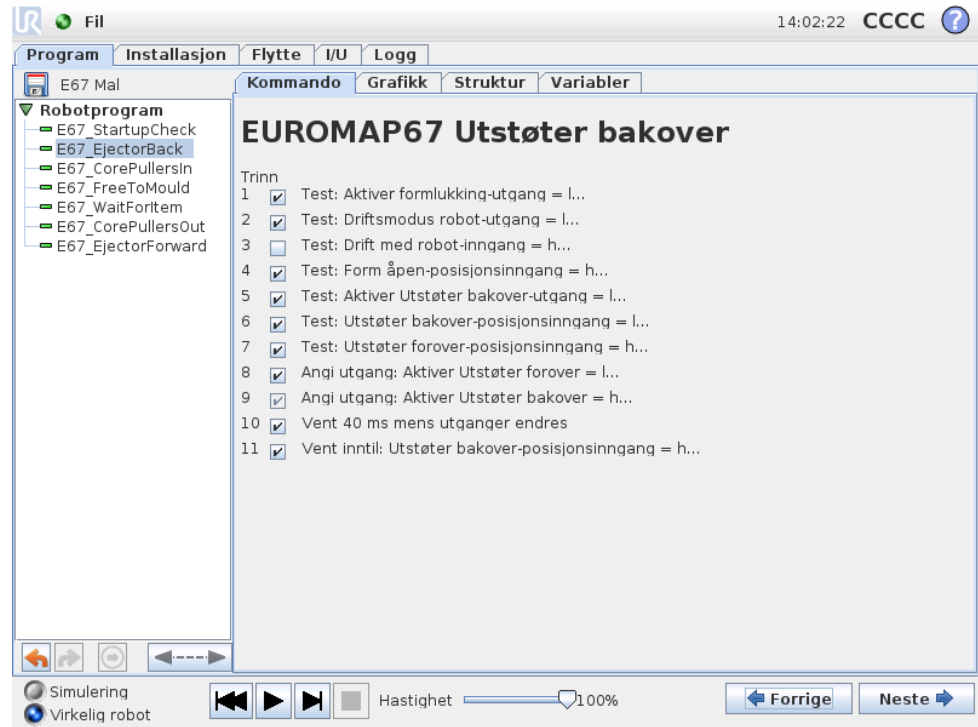 UR Fil 14:02:22 CCCC ?
Program Installasjon Flytte I/U Logg
E67 Mal
Kommando Grafikk Struktur Variabler
Robotprogram
E67_StartupCheck
E67_EjectorBack
E67_CorePullersIn
E67_FreeToMould
E67_WaitForItem
E67_CorePullersOut
E67_EjectorForward
EUROMAP67 Utstøter bakover
Trinn
1 Test: Aktiver formlukking-utgang = l...
2 Test: Driftsmodus robot-utgang = l...
3 Test: Drift med robot-inngang = h...
4 Test: Form åpen-posisjonsinngang = h...
5 Test: Aktiver Utstøter bakover-utgang = l...
6 Test: Utstøter bakover-posisjonsinngang = l...
7 Test: Utstøter forover-posisjonsinngang = h...
8 Angi utgang: Aktiver Utstøter forover = l...
9 Angi utgang: Aktiver Utstøter bakover = h...
10 Vent 40 ms mens utganger endres
11 Vent inntil: Utstøter bakover-posisjonsinngang = h...
Simulering
Virkelig robot
Hastighet 100%
Forrige Neste